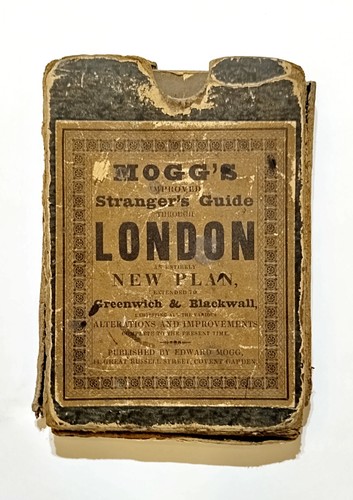 MOGG'S
IMPROVED
Stranger's Guide
THROUGH
LONDON
AN ENTIRELY
NEW PLAN,
EXTENDED TO
Greenwich & Blackwall,
EXHIBITING ALL THE VARIOUS
ALTERATIONS AND IMPROVEMENTS
COMPLETE TO THE PRESENT TIME.
PUBLISHED BY EDWARD MOGG,
GREAT RUSSELL STREET, COVENT GARDEN.